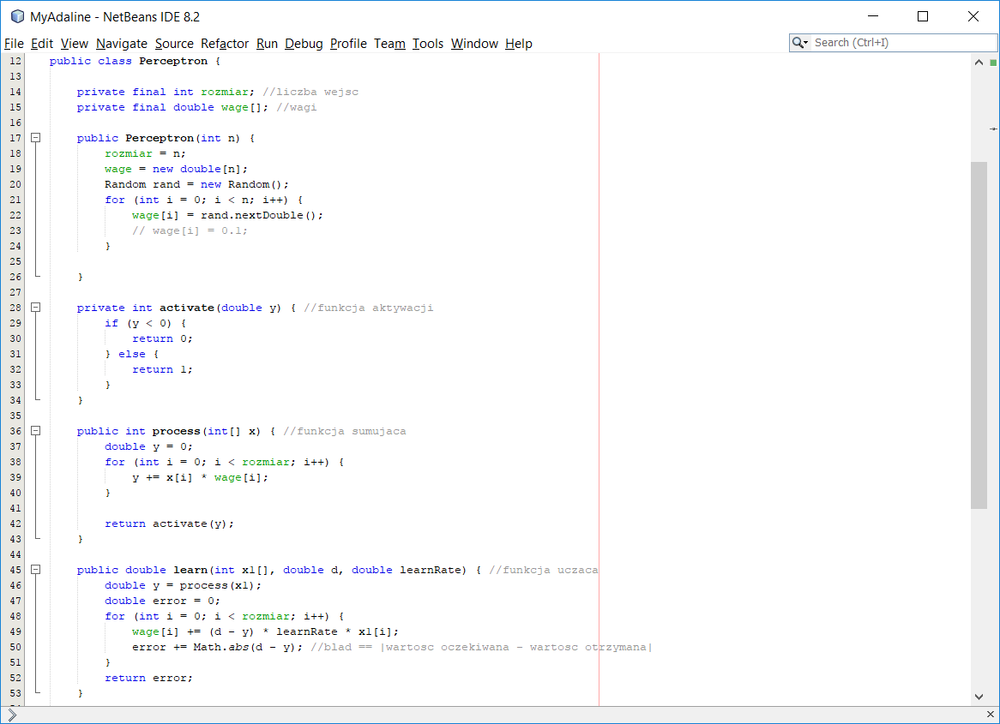 MyAdaline - NetBeans IDE 8.2
File Edit View Navigate Source Refactor Run Debug Profile Team Tools Window Help Search (Ctrl+I)
12 public class Perceptron {
13
14     private final int rozmiar; //liczba wejsc
15     private final double wage[]; //wagi
16
17     public Perceptron(int n) {
18         rozmiar = n;
19         wage = new double[n];
20         Random rand = new Random();
21         for (int i = 0; i < n; i++) {
22             wage[i] = rand.nextDouble();
23             // wage[i] = 0.1;
24         }
25
26     }
27
28     private int activate(double y) { //funkcja aktywacji
29         if (y < 0) {
30             return 0;
31         } else {
32             return 1;
33         }
34     }
35
36     public int process(int[] x) { //funkcja sumujaca
37         double y = 0;
38         for (int i = 0; i < rozmiar; i++) {
39             y += x[i] * wage[i];
40         }
41
42         return activate(y);
43     }
44
45     public double learn(int x1[], double d, double learnRate) { //funkcja uczaca
46         double y = process(x1);
47         double error = 0;
48         for (int i = 0; i < rozmiar; i++) {
49             wage[i] += (d - y) * learnRate * x1[i];
50             error += Math.abs(d - y); //blad == |wartosc oczekiwana - wartosc otrzymana|
51         }
52         return error;
53     }